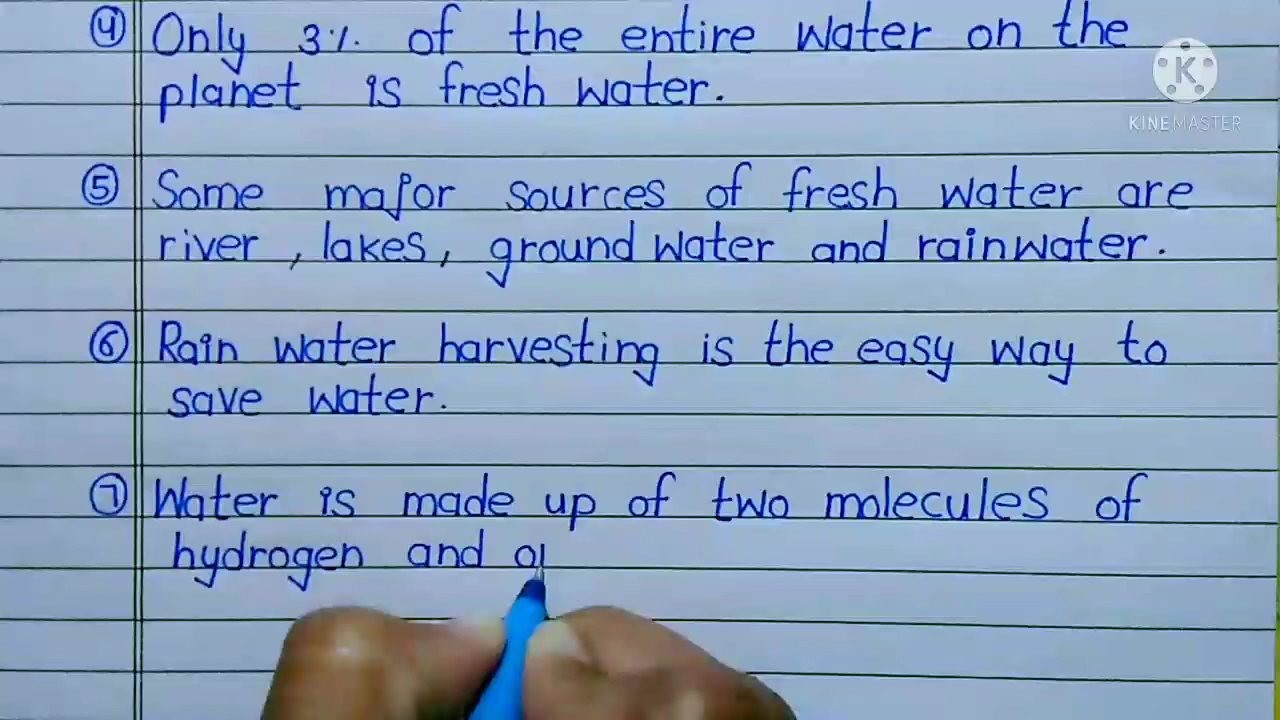 ④ Only 3% of the entire water on the
planet is fresh water.
⑤ Some major sources of fresh water are
river, lakes, ground water and rainwater.
⑥ Rain water harvesting is the easy way to
save water.
⑦ Water is made up of two molecules of
hydrogen and
K
KINEMASTER